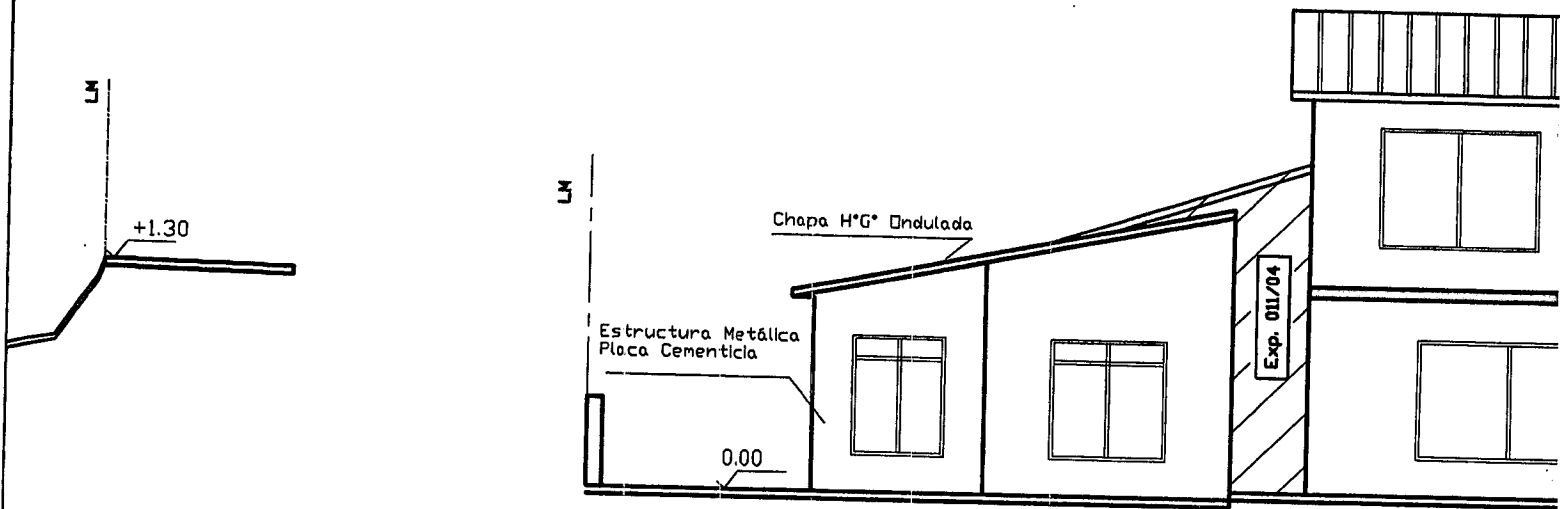 LM
+1.30
LM
Chapa H°G° Ondulada
Estructura Metálica
Placa Cementicia
Exp. 011/04
0.00